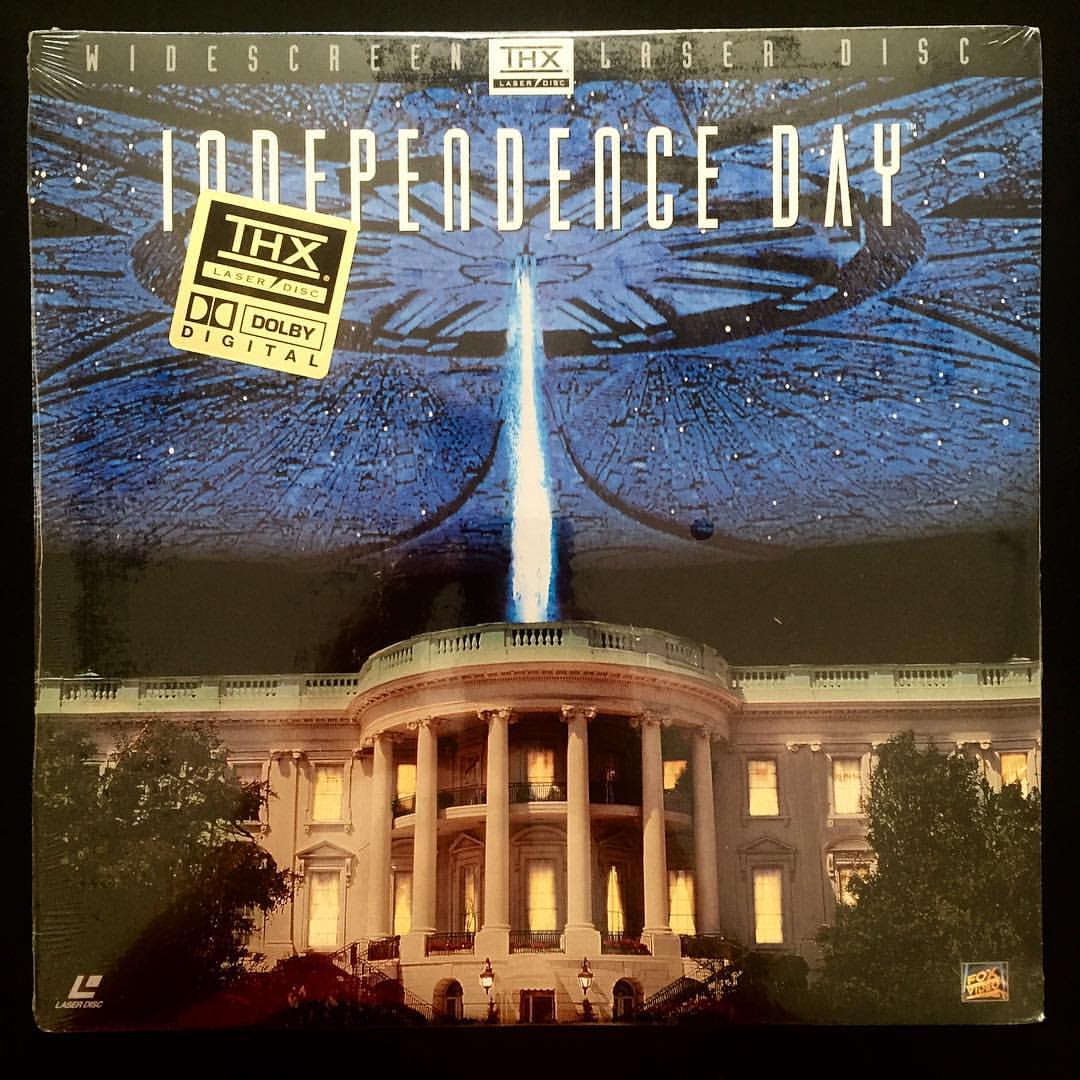 WIDESCREEN THX LASER DISC
LASER DISC
INDEPENDENCE DAY
THX
LASER DISC
DOLBY
DIGITAL
LASER DISC
FOX
VIDEO